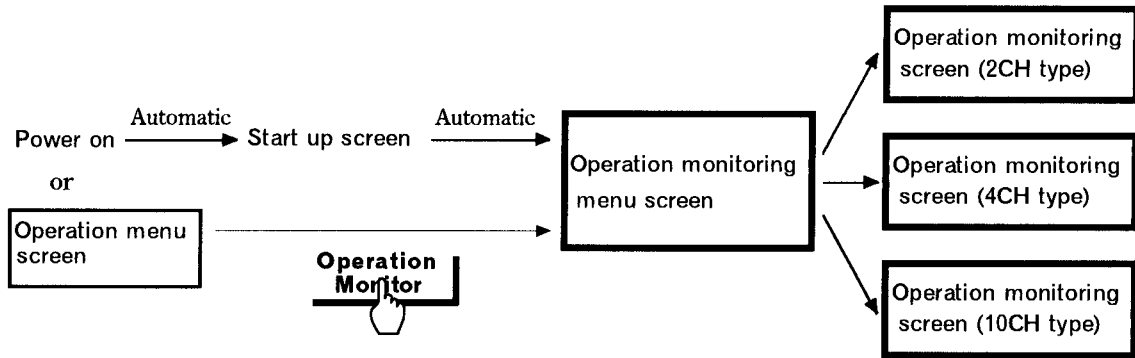 Power on
Automatic
Start up screen
Automatic
or
Operation menu
screen
Operation
Monitor
Operation monitoring
menu screen
Operation monitoring
screen (2CH type)
Operation monitoring
screen (4CH type)
Operation monitoring
screen (10CH type)